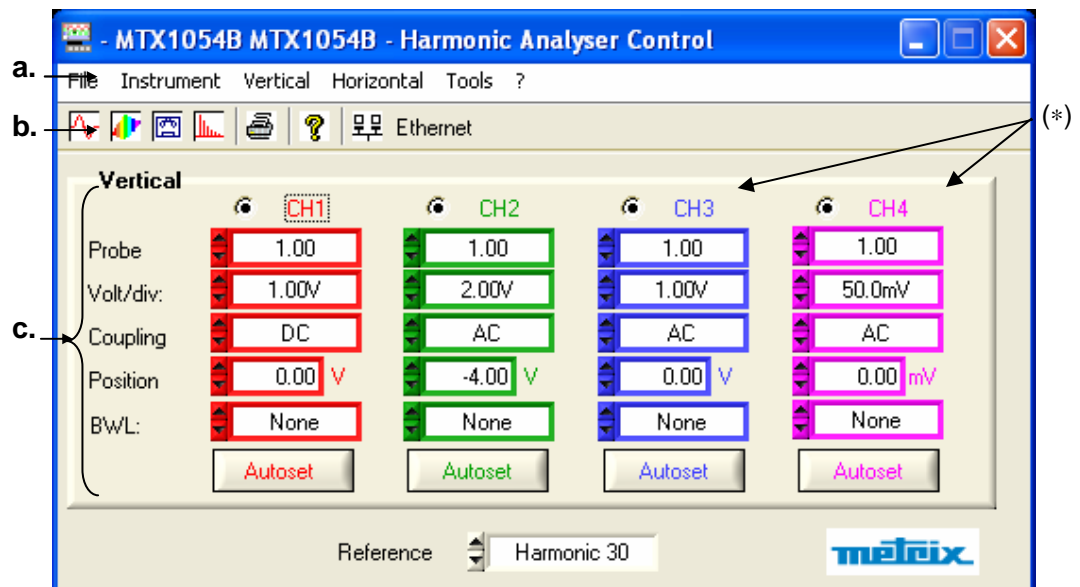 - MTX1054B MTX1054B - Harmonic Analyser Control
a. File Instrument Vertical Horizontal Tools ?
b. Ethernet
(*)
Vertical
CH1 CH2 CH3 CH4
Probe 1.00 1.00 1.00 1.00
Volt/div: 1.00V 2.00V 1.00V 50.0mV
c. Coupling DC AC AC AC
Position 0.00 V -4.00 V 0.00 V 0.00 mV
BWL: None None None None
Autoset Autoset Autoset Autoset
Reference Harmonic 30 metrix